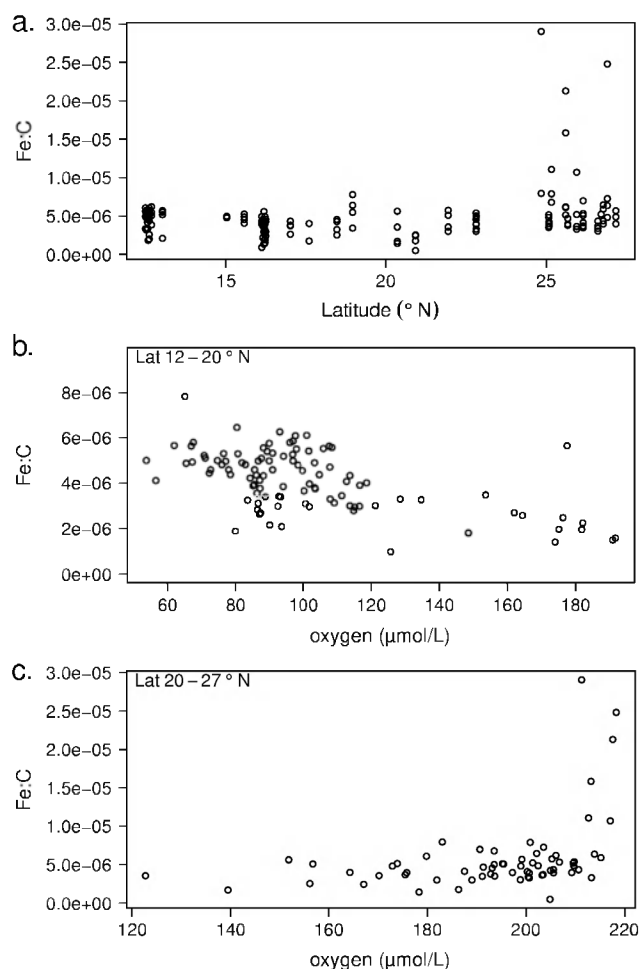 a.
3.0e−05
2.5e−05
2.0e−05
1.5e−05
1.0e−05
5.0e−06
0.0e+00
Fe:C
15 20 25
Latitude (° N)
b.
Lat 12 – 20 ° N
8e−06
6e−06
4e−06
2e−06
0e+00
Fe:C
60 80 100 120 140 160 180
oxygen (μmol/L)
c.
Lat 20 – 27 ° N
3.0e−05
2.5e−05
2.0e−05
1.5e−05
1.0e−05
5.0e−06
0.0e+00
Fe:C
120 140 160 180 200 220
oxygen (μmol/L)